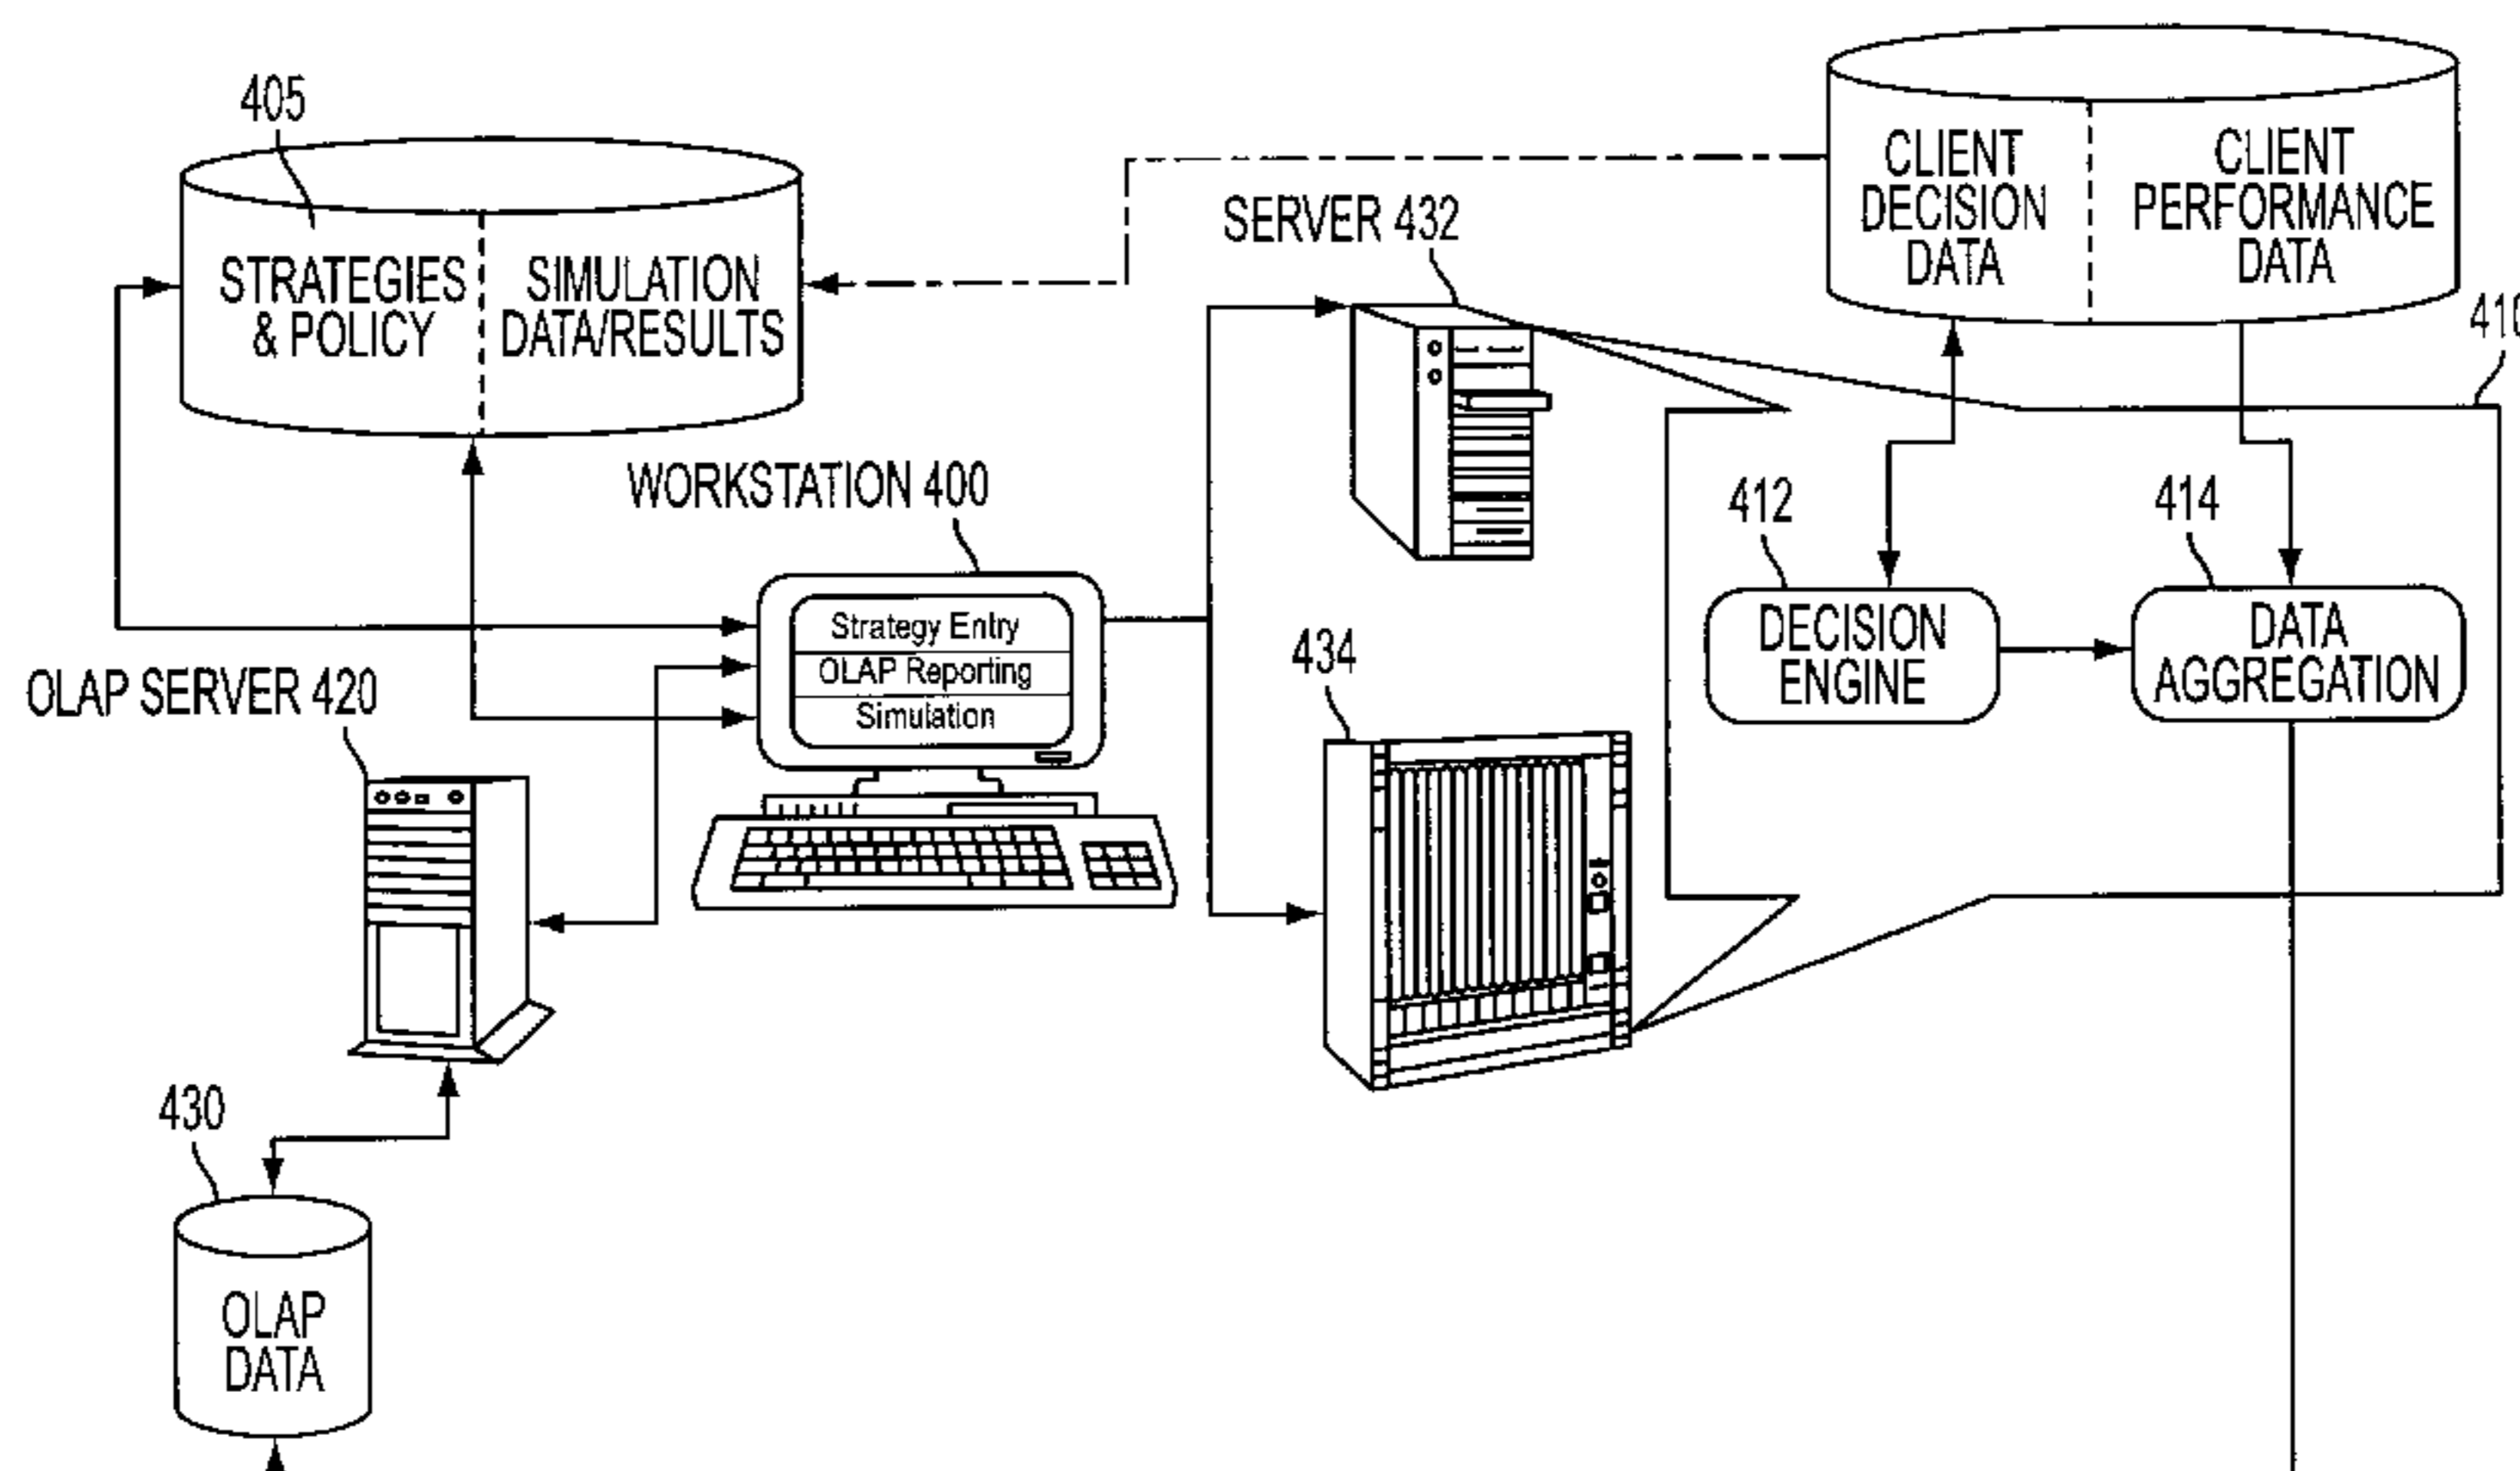 405
STRATEGIES
& POLICY
SIMULATION
DATA/RESULTS
CLIENT
DECISION
DATA
CLIENT
PERFORMANCE
DATA
SERVER 432
WORKSTATION 400
Strategy Entry
OLAP Reporting
Simulation
412
DECISION
ENGINE
414
DATA
AGGREGATION
434
OLAP SERVER 420
430
OLAP
DATA